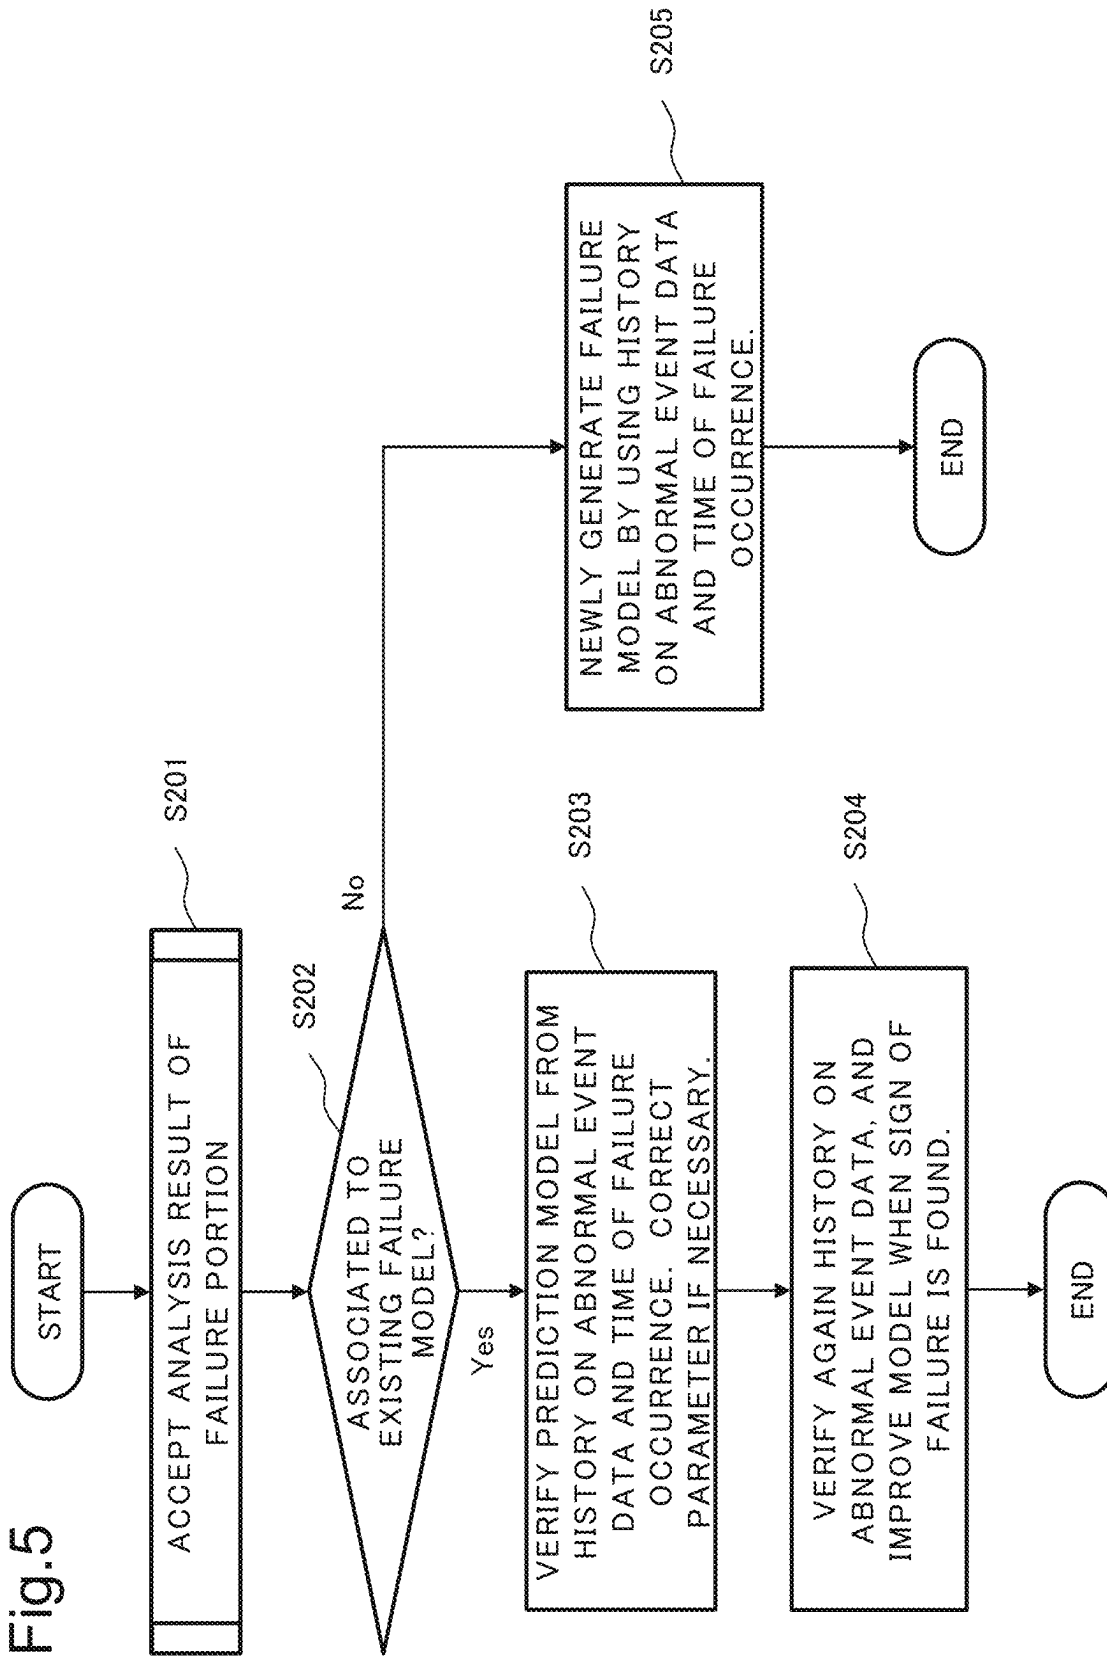 Fig.5
START
ACCEPT ANALYSIS RESULT OF
FAILURE PORTION
S201
ASSOCIATED TO
EXISTING FAILURE
MODEL?
S202
No
Yes
VERIFY PREDICTION MODEL FROM
HISTORY ON ABNORMAL EVENT
DATA AND TIME OF FAILURE
OCCURRENCE. CORRECT
PARAMETER IF NECESSARY.
S203
VERIFY AGAIN HISTORY ON
ABNORMAL EVENT DATA, AND
IMPROVE MODEL WHEN SIGN OF
FAILURE IS FOUND.
S204
END
NEWLY GENERATE FAILURE
MODEL BY USING HISTORY
ON ABNORMAL EVENT DATA
AND TIME OF FAILURE
OCCURRENCE.
S205
END